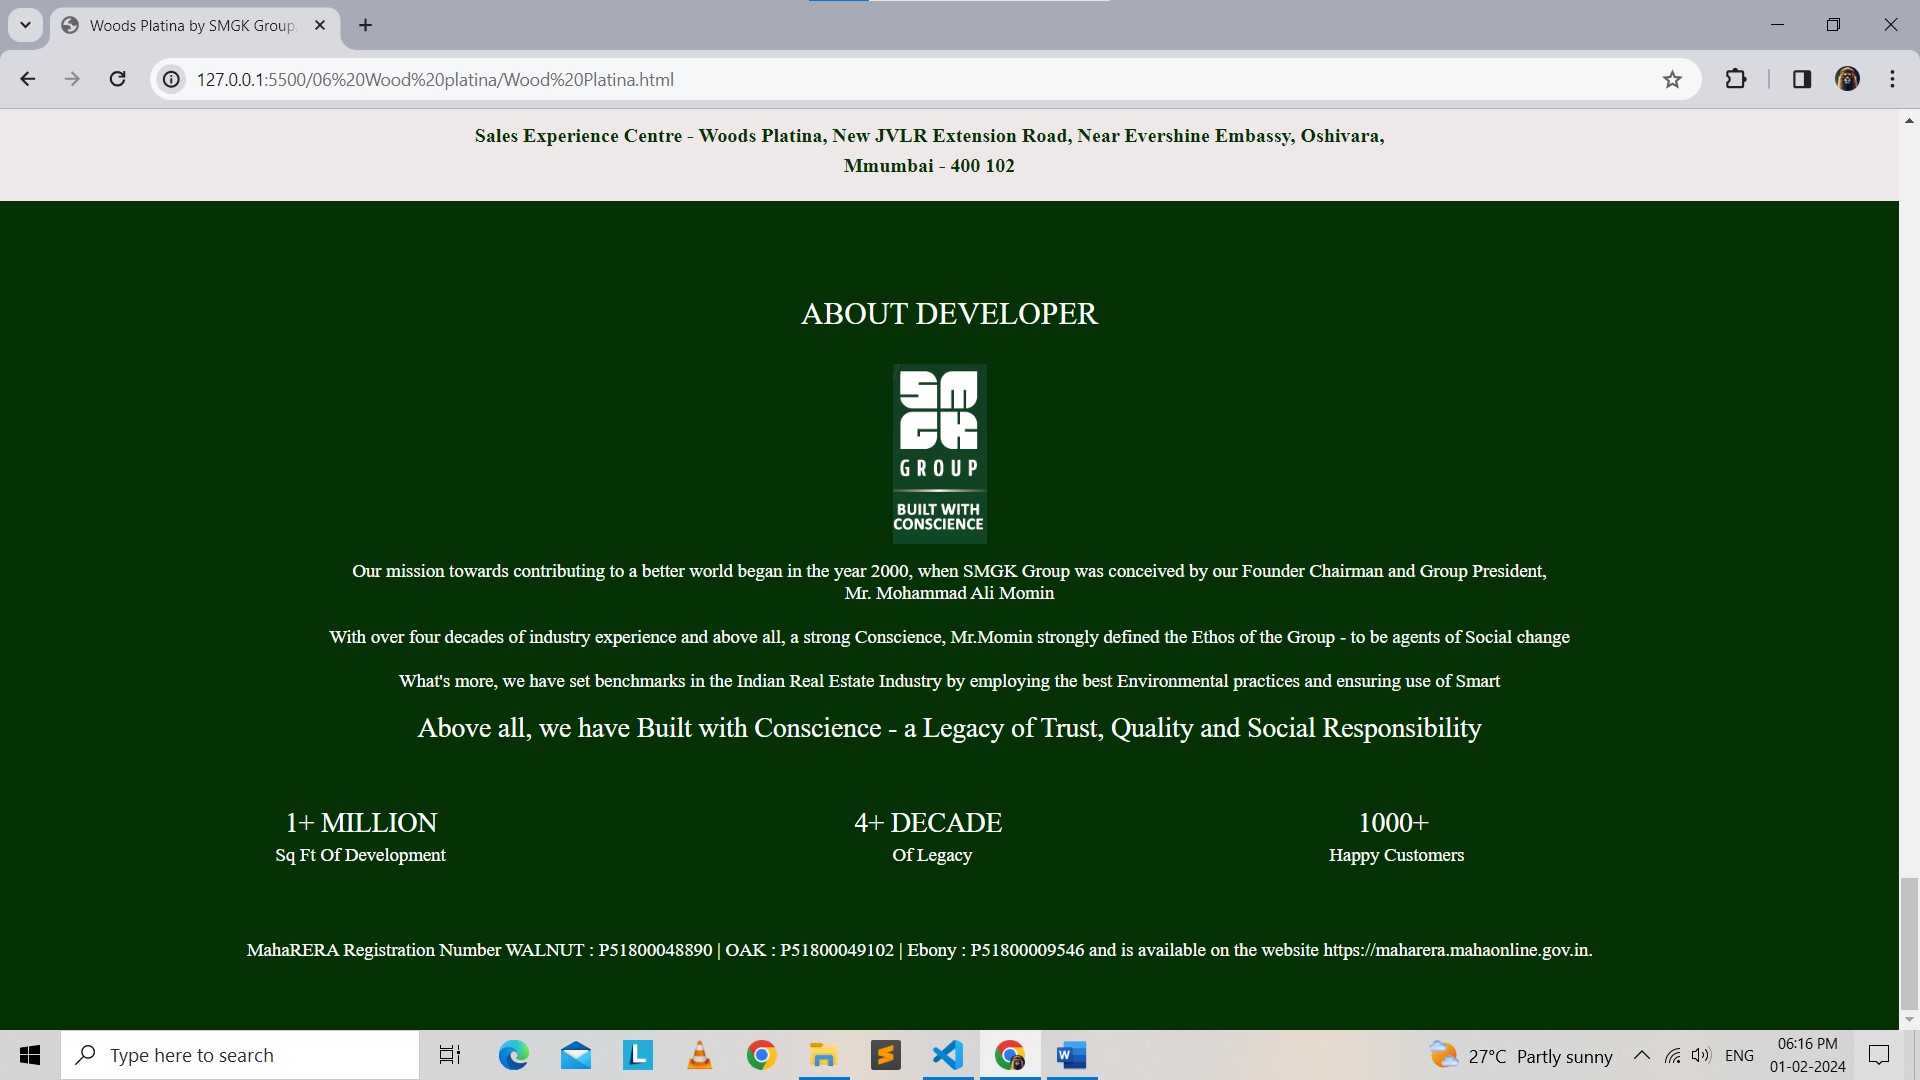 Woods Platina by SMGK Group,
127.0.0.1:5500/06%20Wood%20platina/Wood%20Platina.html
Sales Experience Centre - Woods Platina, New JVLR Extension Road, Near Evershine Embassy, Oshivara,
Mmumbai - 400 102
ABOUT DEVELOPER
SM
GK
GROUP
BUILT WITH
CONSCIENCE
Our mission towards contributing to a better world began in the year 2000, when SMGK Group was conceived by our Founder Chairman and Group President,
Mr. Mohammad Ali Momin
With over four decades of industry experience and above all, a strong Conscience, Mr.Momin strongly defined the Ethos of the Group - to be agents of Social change
What's more, we have set benchmarks in the Indian Real Estate Industry by employing the best Environmental practices and ensuring use of Smart
Above all, we have Built with Conscience - a Legacy of Trust, Quality and Social Responsibility
1+ MILLION
Sq Ft Of Development
4+ DECADE
Of Legacy
1000+
Happy Customers
MahaRERA Registration Number WALNUT : P51800048890 | OAK : P51800049102 | Ebony : P51800009546 and is available on the website https://maharera.mahaonline.gov.in.
Type here to search
L
S
W
27°C Partly sunny
ENG
06:16 PM
01-02-2024